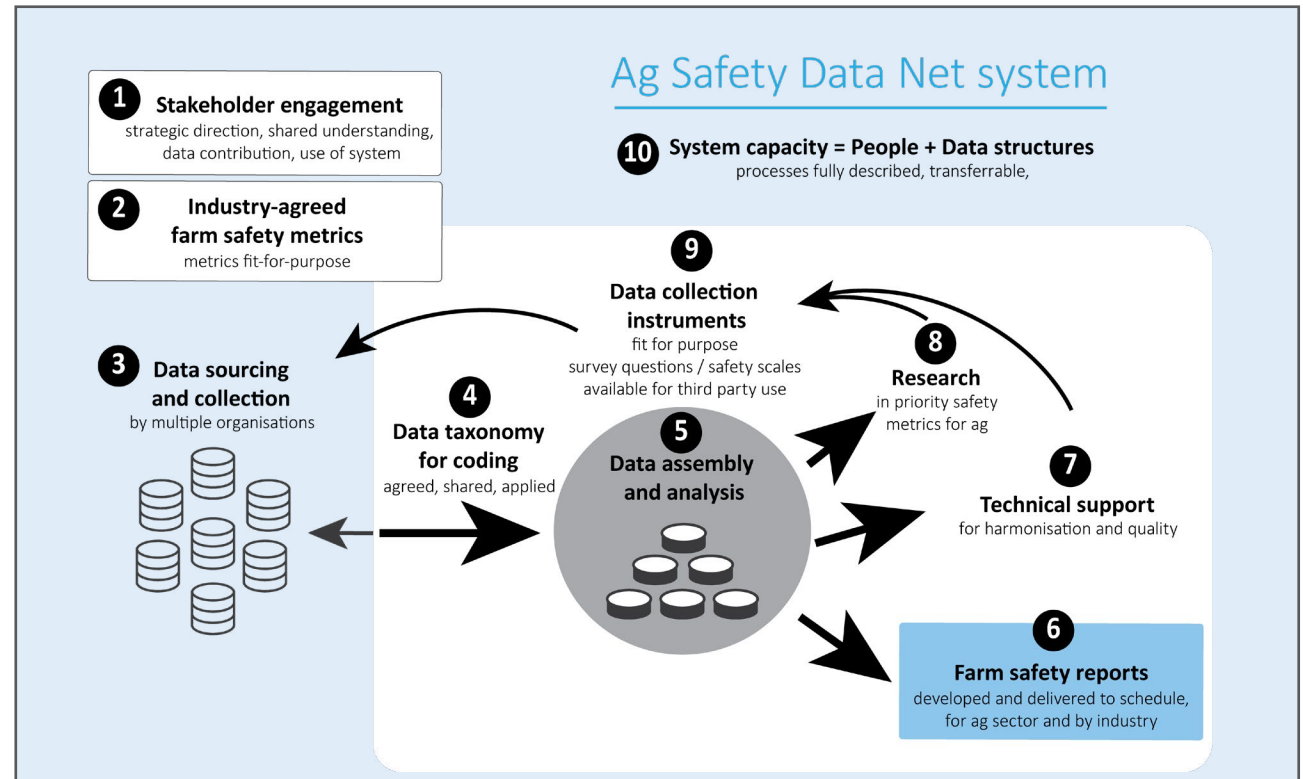 Ag Safety Data Net system
1
Stakeholder engagement
strategic direction, shared understanding,
data contribution, use of system
2
Industry-agreed
farm safety metrics
metrics fit-for-purpose
10
System capacity = People + Data structures
processes fully described, transferrable,
3
Data sourcing
and collection
by multiple organisations
4
Data taxonomy
for coding
agreed, shared, applied
5
Data assembly
and analysis
9
Data collection
instruments
fit for purpose
survey questions / safety scales
available for third party use
8
Research
in priority safety
metrics for ag
7
Technical support
for harmonisation and quality
6
Farm safety reports
developed and delivered to schedule,
for ag sector and by industry